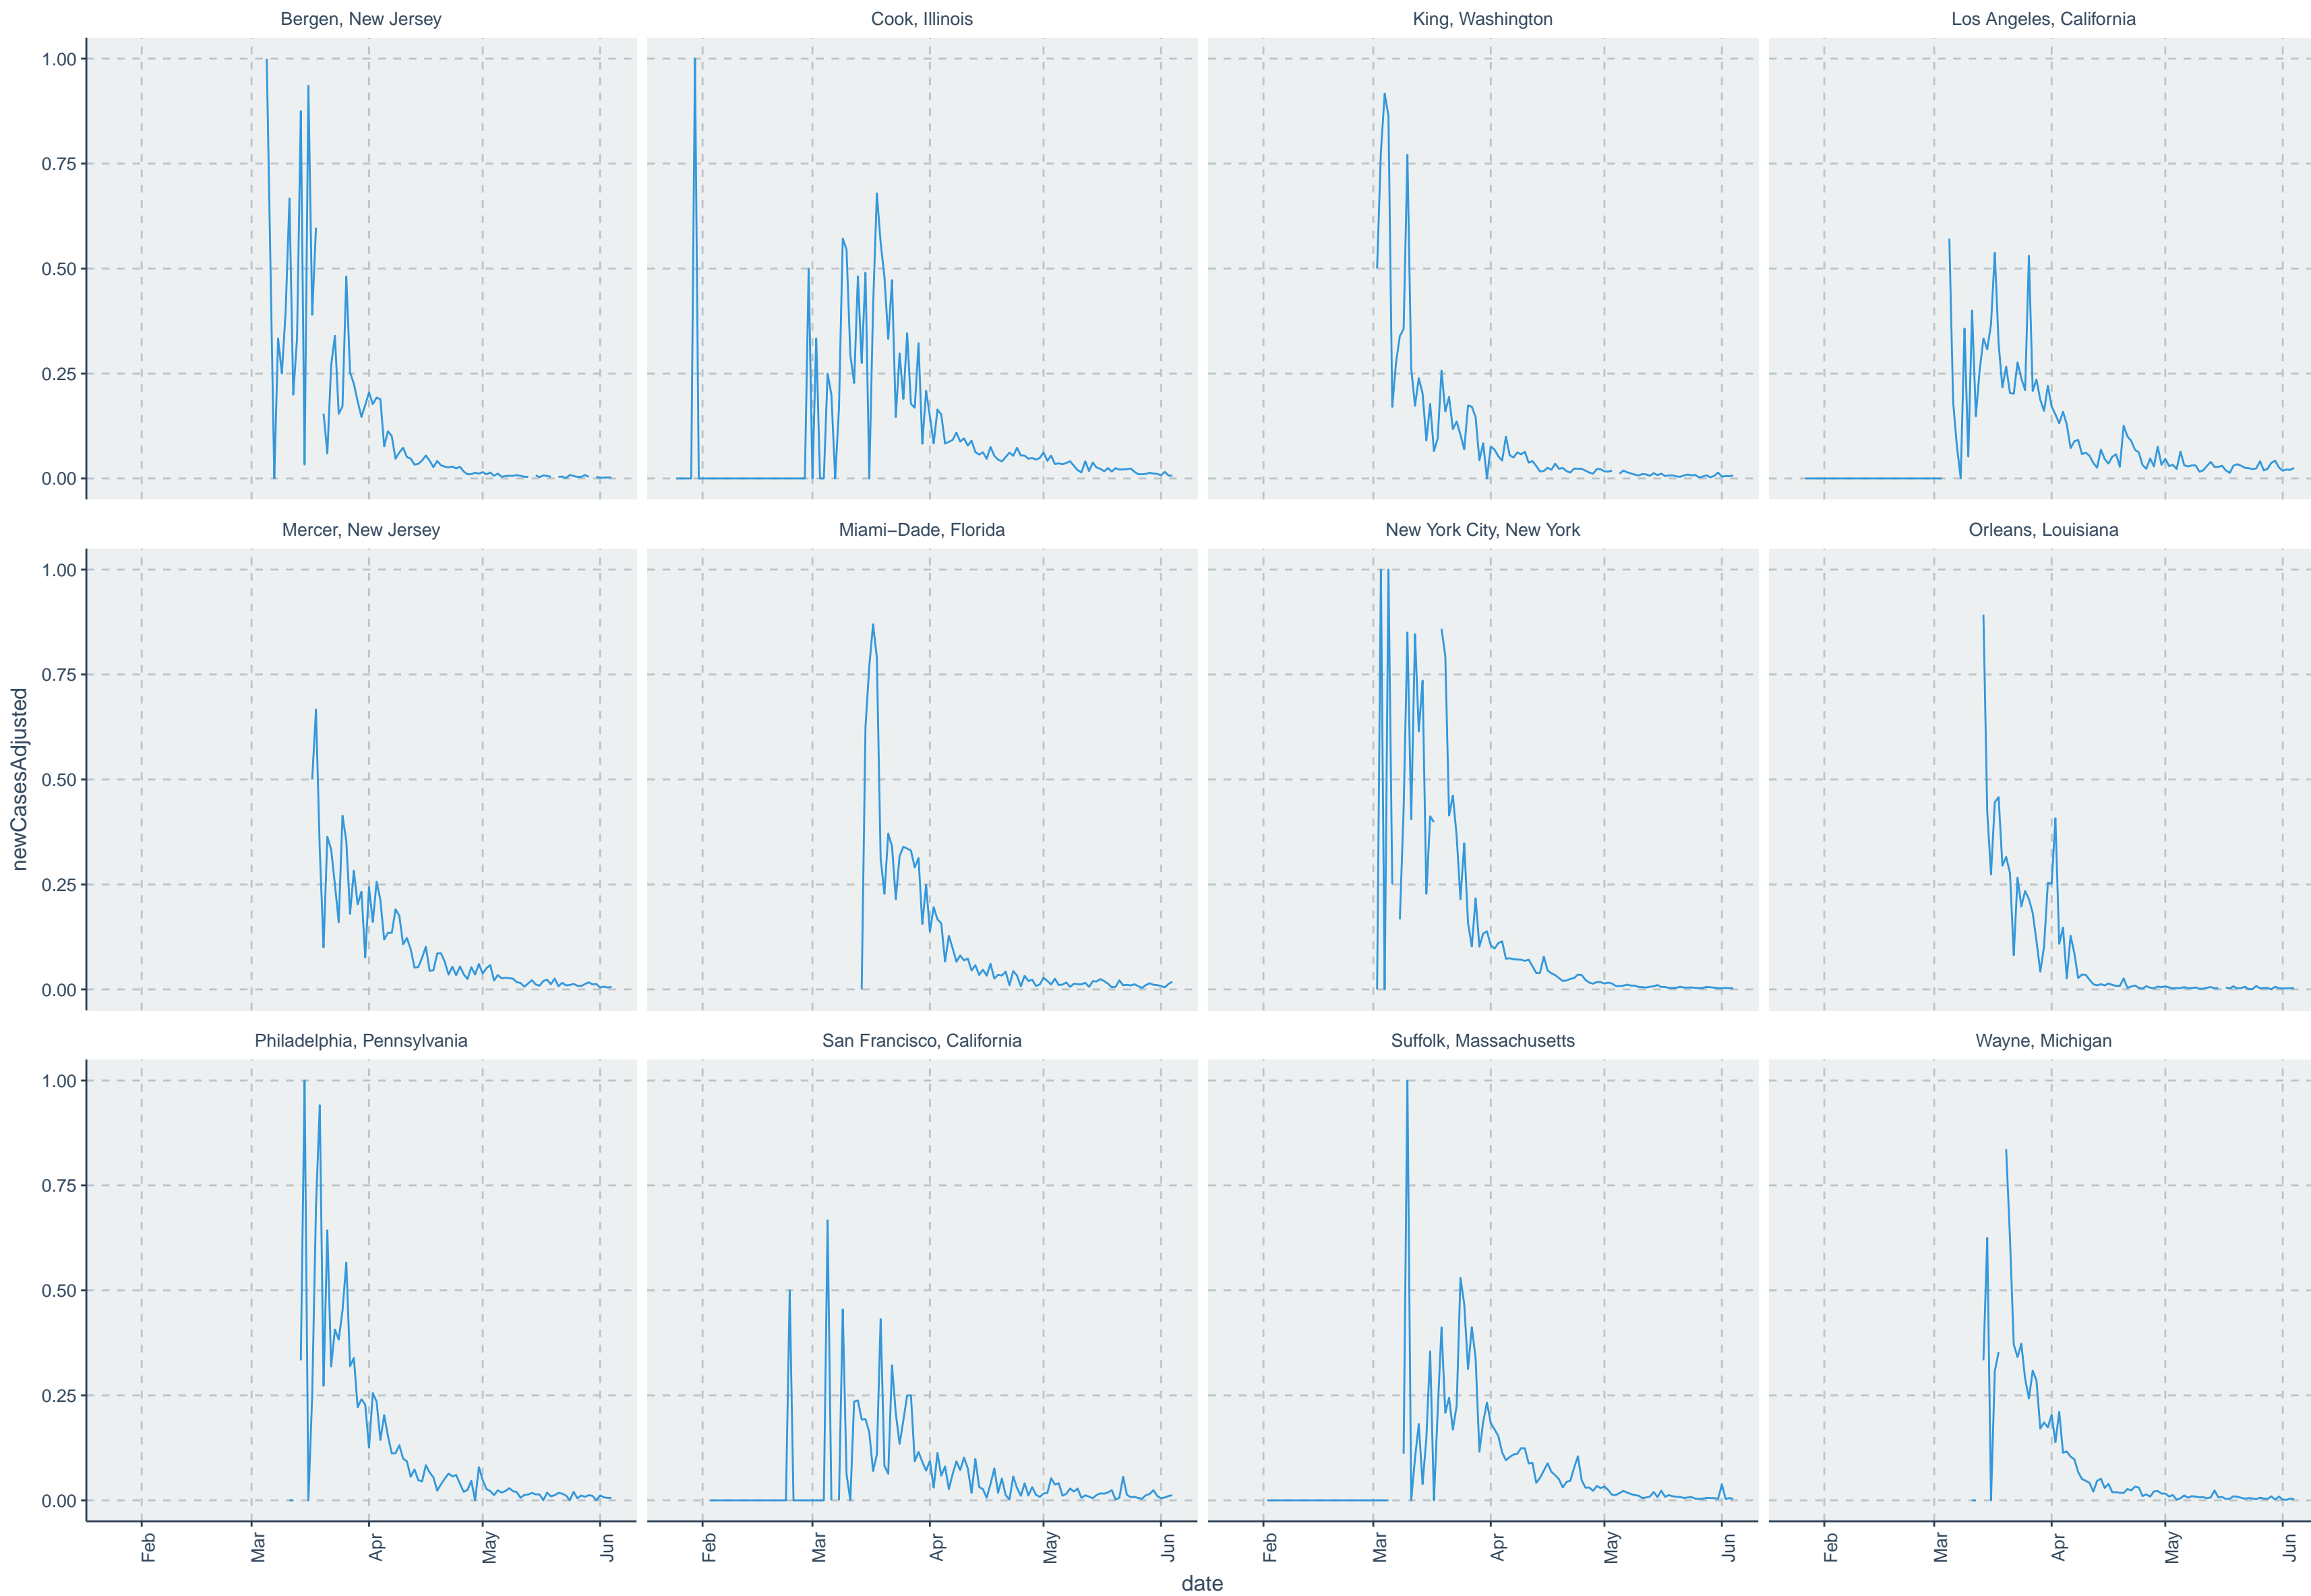 Bergen, New Jersey
Cook, Illinois
King, Washington
Los Angeles, California
1.00
0.75
0.50
0.25
0.00
Mercer, New Jersey
Miami−Dade, Florida
New York City, New York
Orleans, Louisiana
1.00
0.75
0.50
0.25
0.00
newCasesAdjusted
Philadelphia, Pennsylvania
San Francisco, California
Suffolk, Massachusetts
Wayne, Michigan
1.00
0.75
0.50
0.25
0.00
Feb Mar Apr May Jun
Feb Mar Apr May Jun
Feb Mar Apr May Jun
Feb Mar Apr May Jun
date